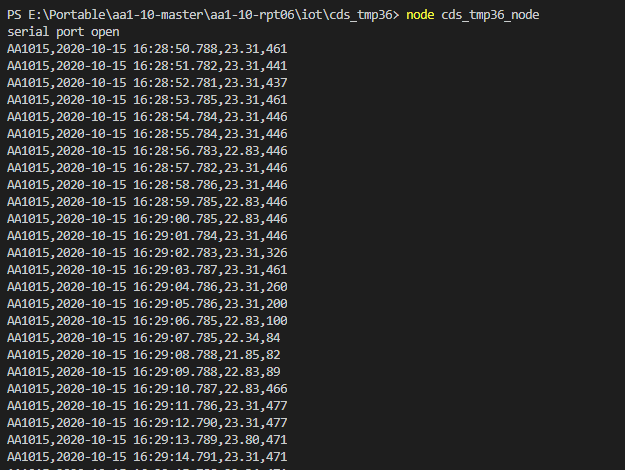 PS E:\Portable\aa1-10-master\aa1-10-rpt06\iot\cds_tmp36> node cds_tmp36_node
serial port open
AA1015,2020-10-15 16:28:50.788,23.31,461
AA1015,2020-10-15 16:28:51.782,23.31,441
AA1015,2020-10-15 16:28:52.781,23.31,437
AA1015,2020-10-15 16:28:53.785,23.31,461
AA1015,2020-10-15 16:28:54.784,23.31,446
AA1015,2020-10-15 16:28:55.784,23.31,446
AA1015,2020-10-15 16:28:56.783,22.83,446
AA1015,2020-10-15 16:28:57.782,23.31,446
AA1015,2020-10-15 16:28:58.786,23.31,446
AA1015,2020-10-15 16:28:59.785,22.83,446
AA1015,2020-10-15 16:29:00.785,22.83,446
AA1015,2020-10-15 16:29:01.784,23.31,446
AA1015,2020-10-15 16:29:02.783,23.31,326
AA1015,2020-10-15 16:29:03.787,23.31,461
AA1015,2020-10-15 16:29:04.786,23.31,260
AA1015,2020-10-15 16:29:05.786,23.31,200
AA1015,2020-10-15 16:29:06.785,22.83,100
AA1015,2020-10-15 16:29:07.785,22.34,84
AA1015,2020-10-15 16:29:08.788,21.85,82
AA1015,2020-10-15 16:29:09.788,22.83,89
AA1015,2020-10-15 16:29:10.787,22.83,466
AA1015,2020-10-15 16:29:11.786,23.31,477
AA1015,2020-10-15 16:29:12.790,23.31,477
AA1015,2020-10-15 16:29:13.789,23.80,471
AA1015,2020-10-15 16:29:14.791,23.31,471